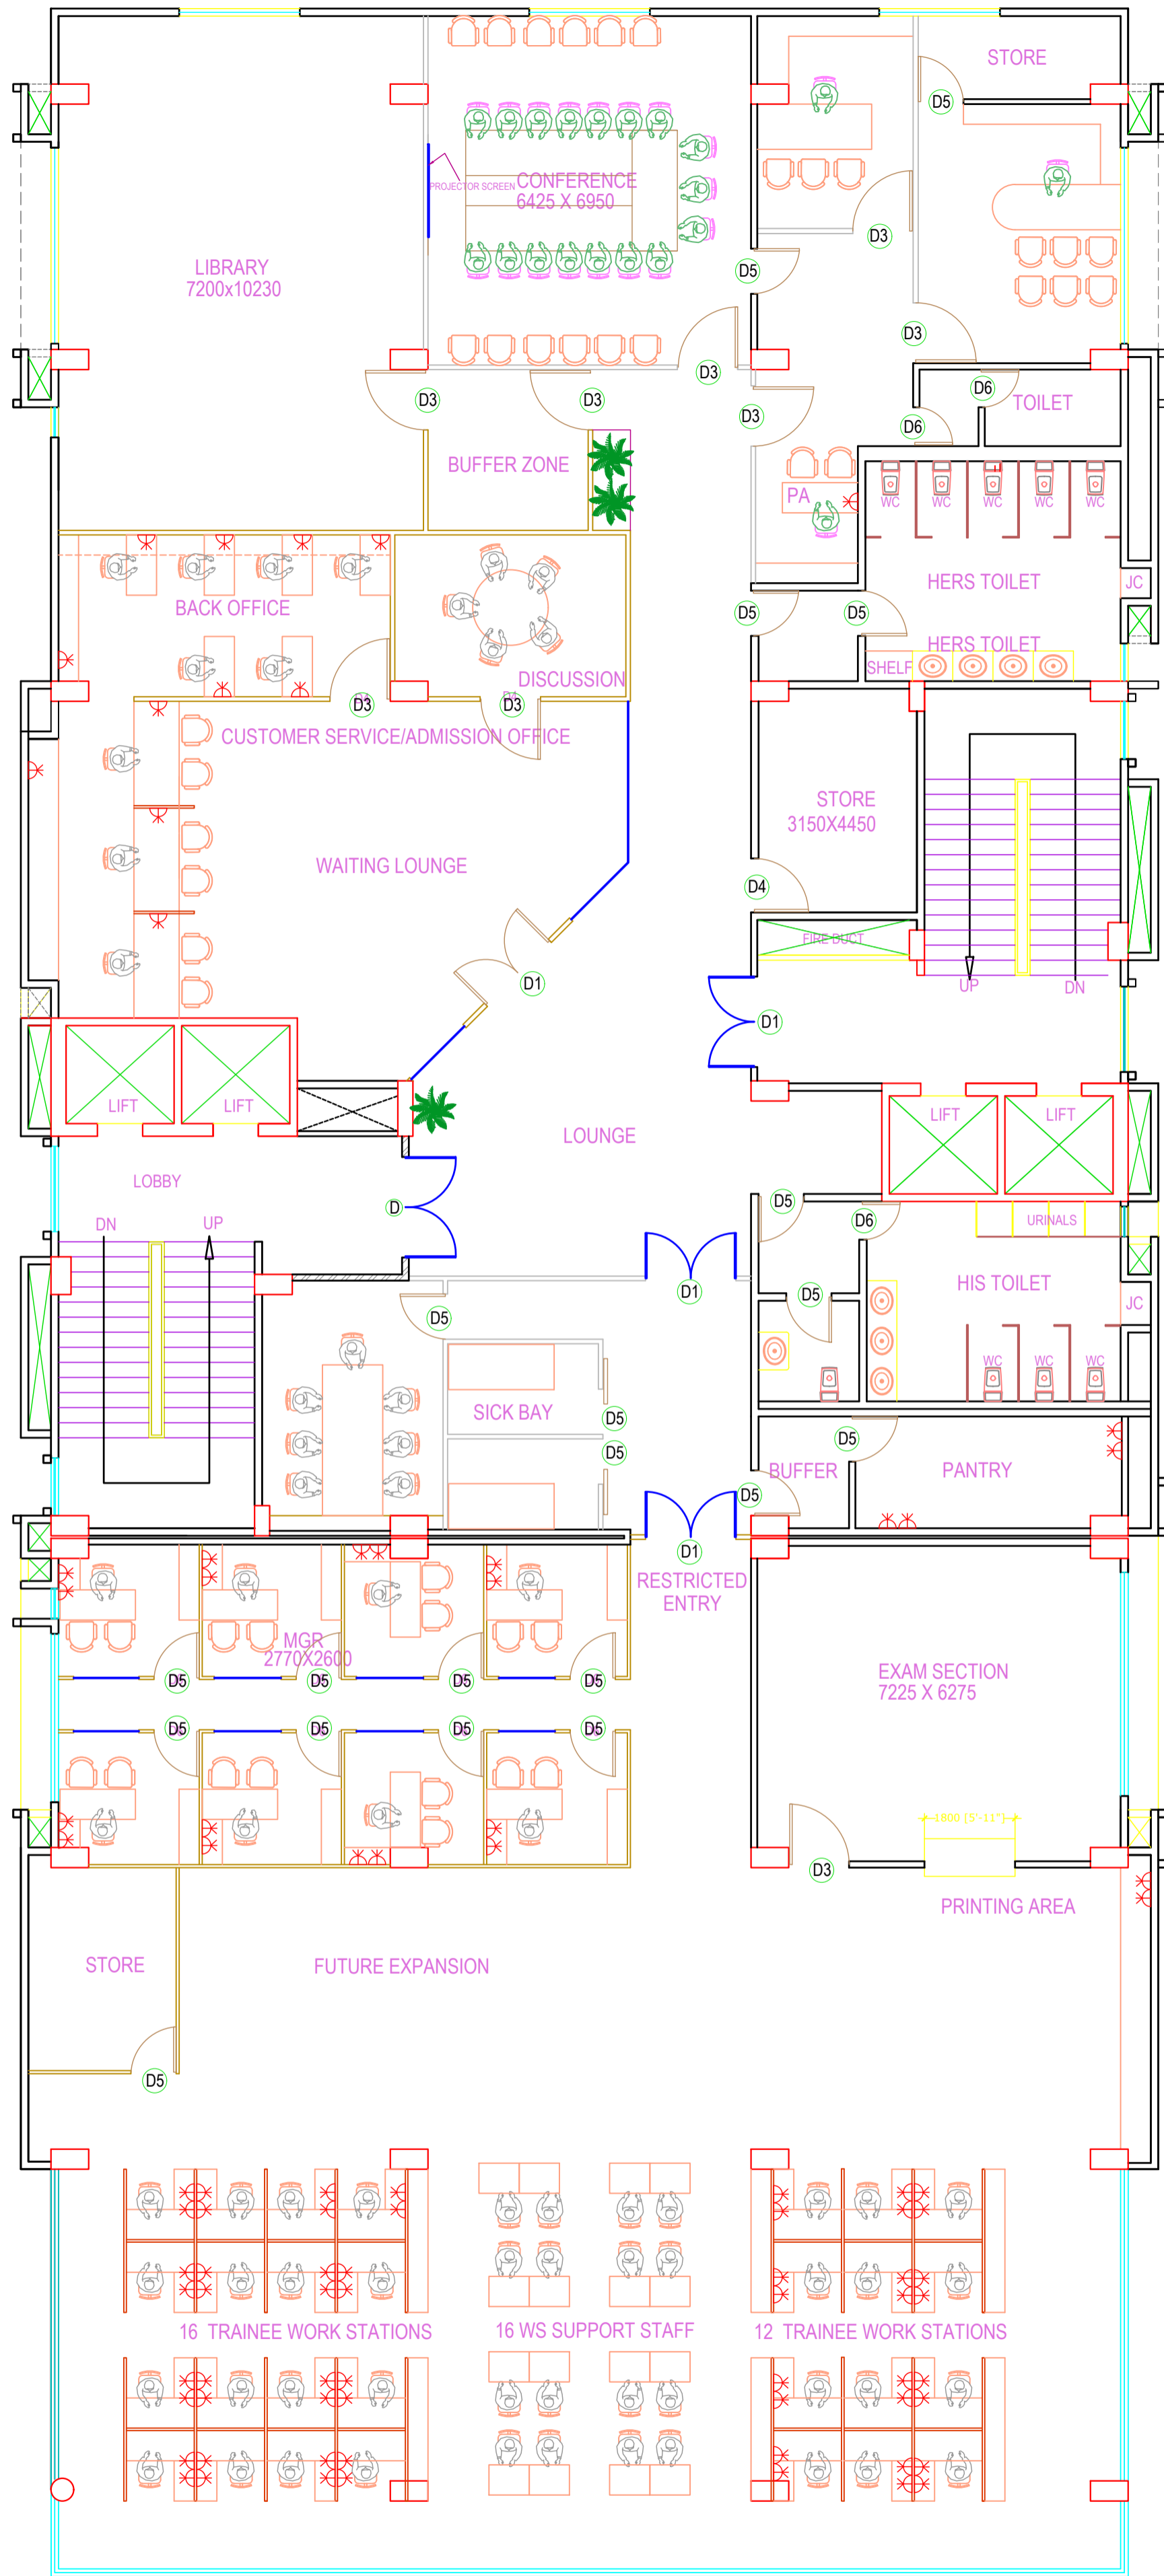 STORE
D5
PROJECTOR SCREEN
CONFERENCE
6425 X 6950
D3
D5
LIBRARY
7200x10230
D3
D3
D6
TOILET
D3
D3
D3
D6
BUFFER ZONE
PA
WC
WC
WC
WC
WC
HERS TOILET
JC
BACK OFFICE
D5
D5
HERS TOILET
SHELF
DISCUSSION
D3
D3
CUSTOMER SERVICE/ADMISSION OFFICE
STORE
3150X4450
WAITING LOUNGE
D4
FIRE DUCT
D1
UP
DN
D1
LIFT
LIFT
LIFT
LIFT
LOUNGE
LOBBY
D5
D
D6
URINALS
DN
UP
HIS TOILET
D1
D5
D5
JC
WC
WC
WC
SICK BAY
D5
D5
D5
BUFFER
PANTRY
D5
D1
RESTRICTED
ENTRY
MGR
2770X2600
EXAM SECTION
7225 X 6275
D5
D5
D5
D5
D5
D5
D5
D5
1800 [5'-11"]
D3
PRINTING AREA
STORE
FUTURE EXPANSION
D5
16 TRAINEE WORK STATIONS
16 WS SUPPORT STAFF
12 TRAINEE WORK STATIONS